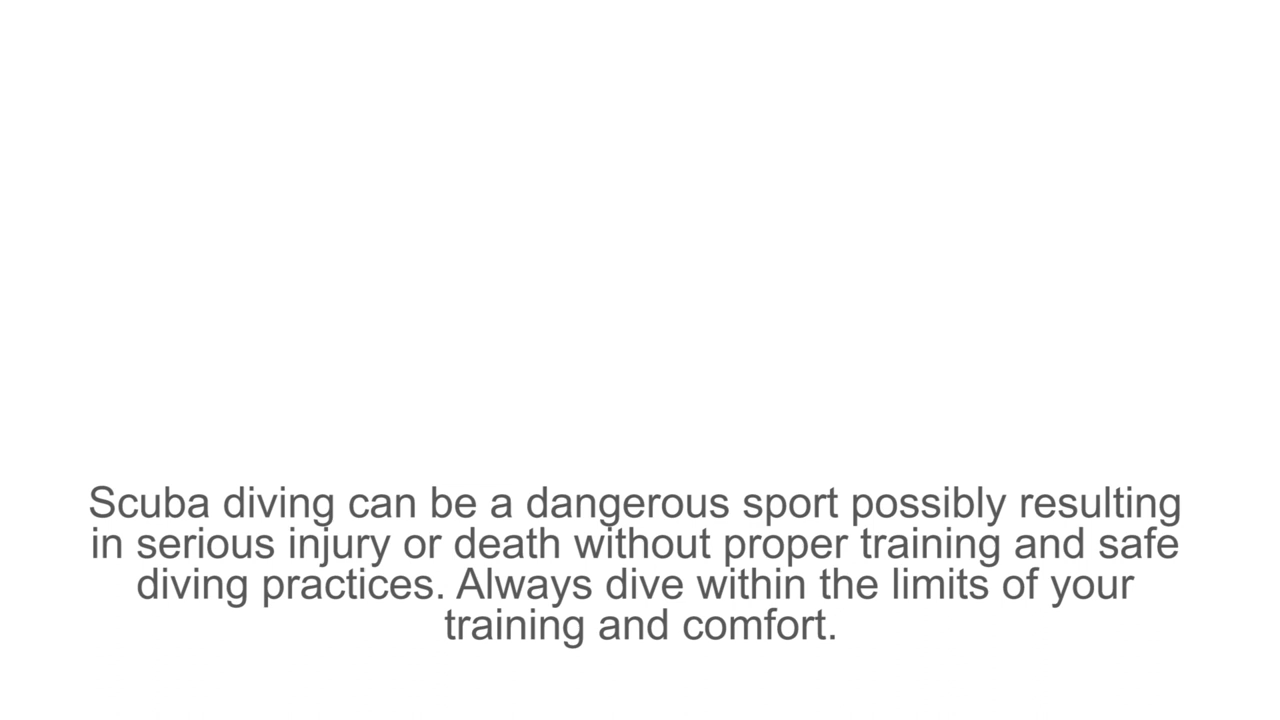 Scuba diving can be a dangerous sport possibly resulting
in serious injury or death without proper training and safe
diving practices. Always dive within the limits of your
training and comfort.